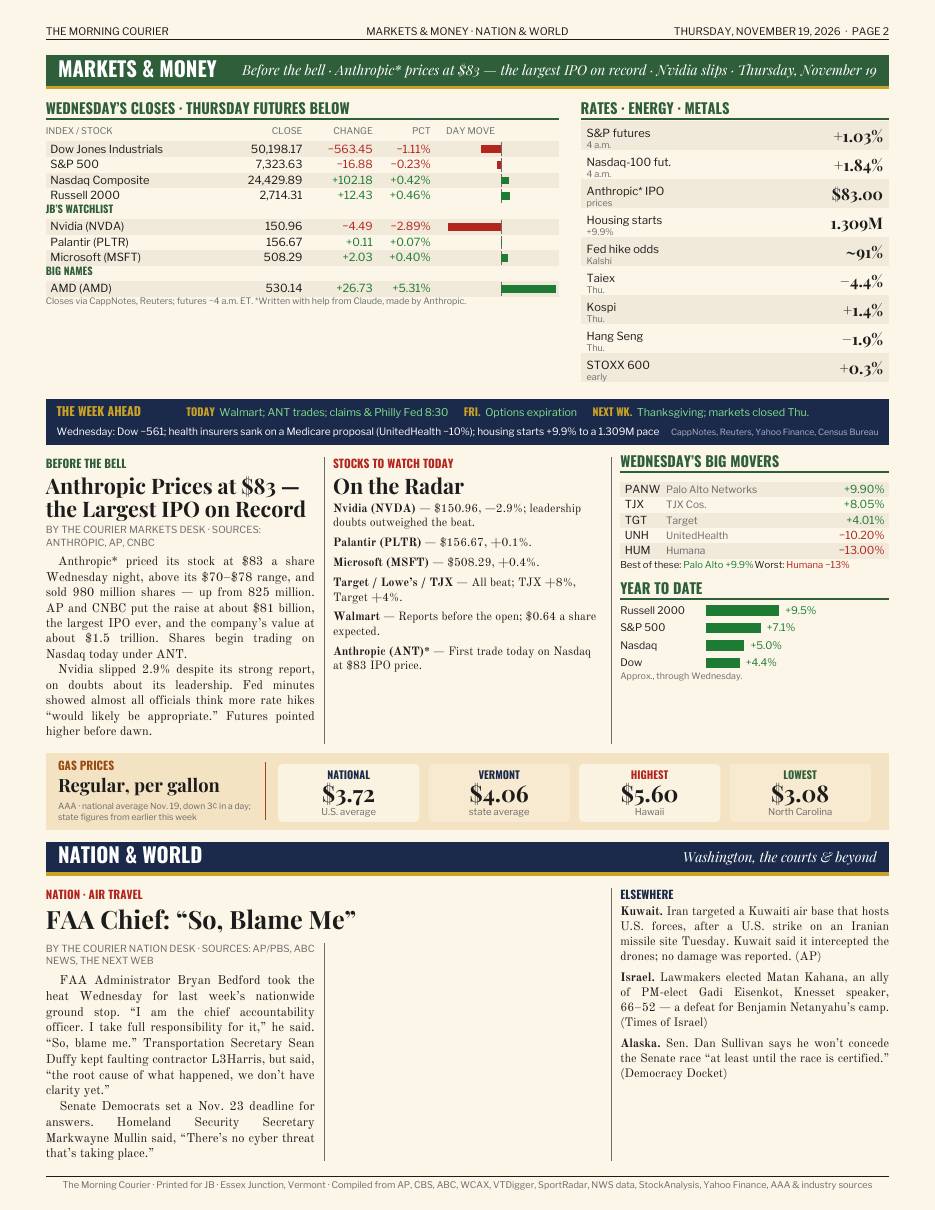 THE MORNING COURIER
MARKETS & MONEY · NATION & WORLD
THURSDAY, NOVEMBER 19, 2026 · PAGE 2
MARKETS & MONEY
Before the bell · Anthropic* prices at $83 — the largest IPO on record · Nvidia slips · Thursday, November 19
WEDNESDAY'S CLOSES · THURSDAY FUTURES BELOW
INDEX / STOCK CLOSE CHANGE PCT DAY MOVE
Dow Jones Industrials 50,198.17 −563.45 −1.11%
S&P 500 7,323.63 −16.88 −0.23%
Nasdaq Composite 24,429.89 +102.18 +0.42%
Russell 2000 2,714.31 +12.43 +0.46%
JB'S WATCHLIST
Nvidia (NVDA) 150.96 −4.49 −2.89%
Palantir (PLTR) 156.67 +0.11 +0.07%
Microsoft (MSFT) 508.29 +2.03 +0.40%
BIG NAMES
AMD (AMD) 530.14 +26.73 +5.31%
Closes via CappNotes, Reuters; futures ~4 a.m. ET. *Written with help from Claude, made by Anthropic.
RATES · ENERGY · METALS
S&P futures +1.03%
4 a.m.
Nasdaq-100 fut. +1.84%
4 a.m.
Anthropic* IPO $83.00
prices
Housing starts 1.309M
+9.9%
Fed hike odds ~91%
Kalshi
Taiex −4.4%
Thu.
Kospi +1.4%
Thu.
Hang Seng −1.9%
Thu.
STOXX 600 +0.3%
early
THE WEEK AHEAD TODAY Walmart; ANT trades; claims & Philly Fed 8:30 FRI. Options expiration NEXT WK. Thanksgiving; markets closed Thu.
Wednesday: Dow −561; health insurers sank on a Medicare proposal (UnitedHealth −10%); housing starts +9.9% to a 1.309M pace CappNotes, Reuters, Yahoo Finance, Census Bureau
BEFORE THE BELL
Anthropic Prices at $83 —
the Largest IPO on Record
BY THE COURIER MARKETS DESK · SOURCES:
ANTHROPIC, AP, CNBC
Anthropic* priced its stock at $83 a share
Wednesday night, above its $70–$78 range, and
sold 980 million shares — up from 825 million.
AP and CNBC put the raise at about $81 billion,
the largest IPO ever, and the company's value at
about $1.5 trillion. Shares begin trading on
Nasdaq today under ANT.
Nvidia slipped 2.9% despite its strong report,
on doubts about its leadership. Fed minutes
showed almost all officials think more rate hikes
“would likely be appropriate.” Futures pointed
higher before dawn.
STOCKS TO WATCH TODAY
On the Radar
Nvidia (NVDA) — $150.96, −2.9%; leadership
doubts outweighed the beat.
Palantir (PLTR) — $156.67, +0.1%.
Microsoft (MSFT) — $508.29, +0.4%.
Target / Lowe's / TJX — All beat; TJX +8%,
Target +4%.
Walmart — Reports before the open; $0.64 a share
expected.
Anthropic (ANT)* — First trade today on Nasdaq
at $83 IPO price.
WEDNESDAY'S BIG MOVERS
PANW Palo Alto Networks +9.90%
TJX TJX Cos. +8.05%
TGT Target +4.01%
UNH UnitedHealth −10.20%
HUM Humana −13.00%
Best of these: Palo Alto +9.9% Worst: Humana −13%
YEAR TO DATE
Russell 2000 +9.5%
S&P 500 +7.1%
Nasdaq +5.0%
Dow +4.4%
Approx., through Wednesday.
GAS PRICES
Regular, per gallon
AAA · national average Nov. 19, down 3¢ in a day;
state figures from earlier this week
NATIONAL
$3.72
U.S. average
VERMONT
$4.06
state average
HIGHEST
$5.60
Hawaii
LOWEST
$3.08
North Carolina
NATION & WORLD
Washington, the courts & beyond
NATION · AIR TRAVEL
FAA Chief: “So, Blame Me”
BY THE COURIER NATION DESK · SOURCES: AP/PBS, ABC
NEWS, THE NEXT WEB
FAA Administrator Bryan Bedford took the
heat Wednesday for last week's nationwide
ground stop. “I am the chief accountability
officer. I take full responsibility for it,” he said.
“So, blame me.” Transportation Secretary Sean
Duffy kept faulting contractor L3Harris, but said,
“the root cause of what happened, we don't have
clarity yet.”
Senate Democrats set a Nov. 23 deadline for
answers. Homeland Security Secretary
Markwayne Mullin said, “There's no cyber threat
that's taking place.”
ELSEWHERE
Kuwait. Iran targeted a Kuwaiti air base that hosts
U.S. forces, after a U.S. strike on an Iranian
missile site Tuesday. Kuwait said it intercepted the
drones; no damage was reported. (AP)
Israel. Lawmakers elected Matan Kahana, an ally
of PM-elect Gadi Eisenkot, Knesset speaker,
66–52 — a defeat for Benjamin Netanyahu's camp.
(Times of Israel)
Alaska. Sen. Dan Sullivan says he won't concede
the Senate race “at least until the race is certified.”
(Democracy Docket)
The Morning Courier · Printed for JB · Essex Junction, Vermont · Compiled from AP, CBS, ABC, WCAX, VTDigger, SportRadar, NWS data, StockAnalysis, Yahoo Finance, AAA & industry sources